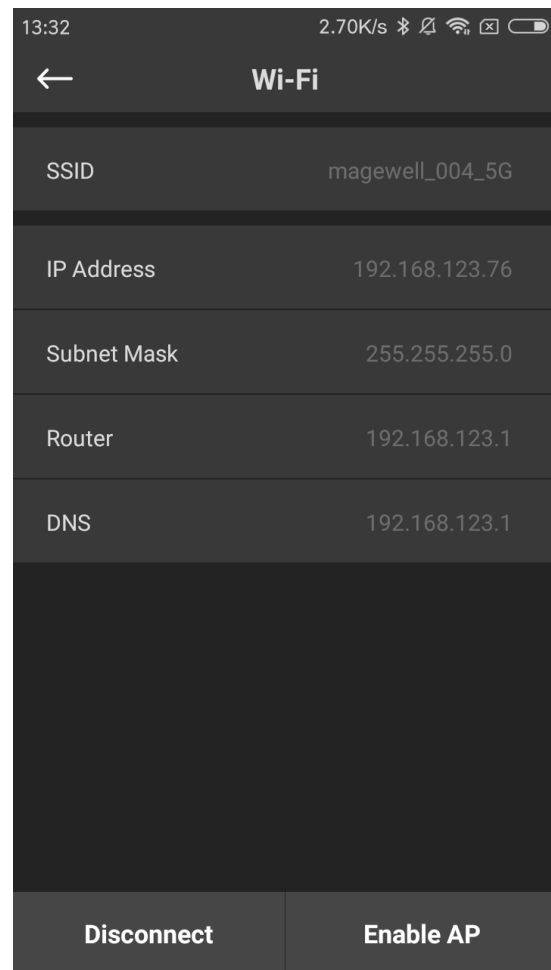 13:32 2.70K/s
Wi-Fi
SSID magewell_004_5G
IP Address 192.168.123.76
Subnet Mask 255.255.255.0
Router 192.168.123.1
DNS 192.168.123.1
Disconnect Enable AP